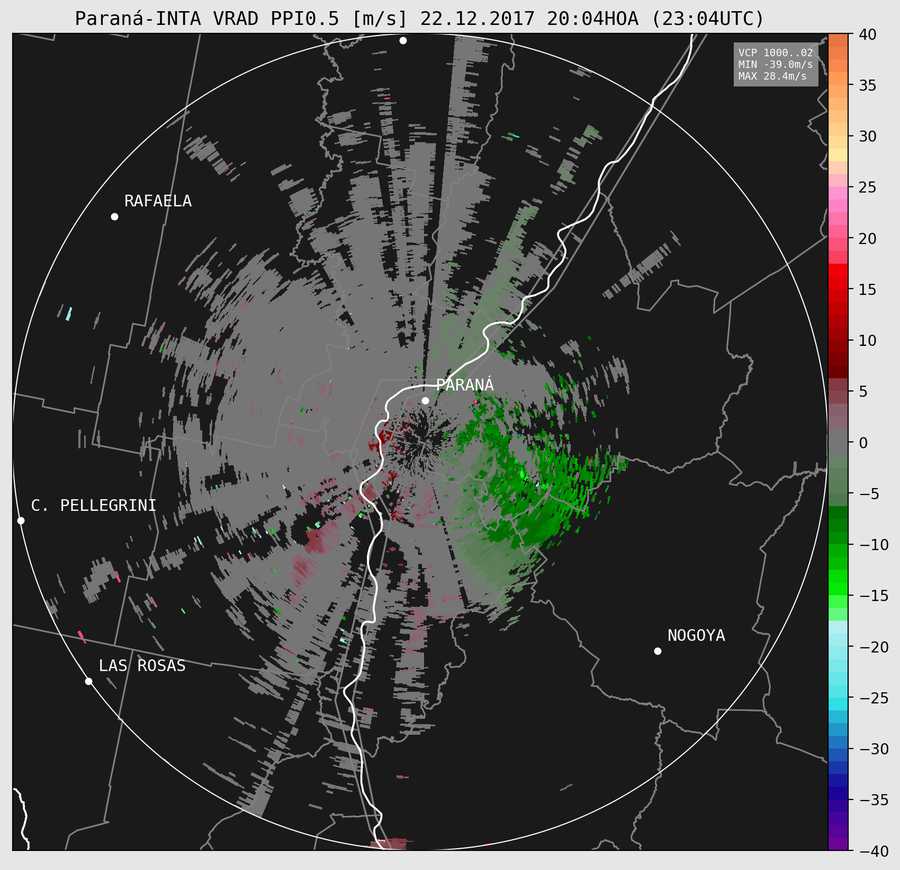 Paraná-INTA VRAD PPI0.5 [m/s] 22.12.2017 20:04HOA (23:04UTC)
VCP 1000..02
MIN -39.0m/s
MAX 28.4m/s
RAFAELA
PARANÁ
C. PELLEGRINI
NOGOYA
LAS ROSAS
40
35
30
25
20
15
10
5
0
−5
−10
−15
−20
−25
−30
−35
−40